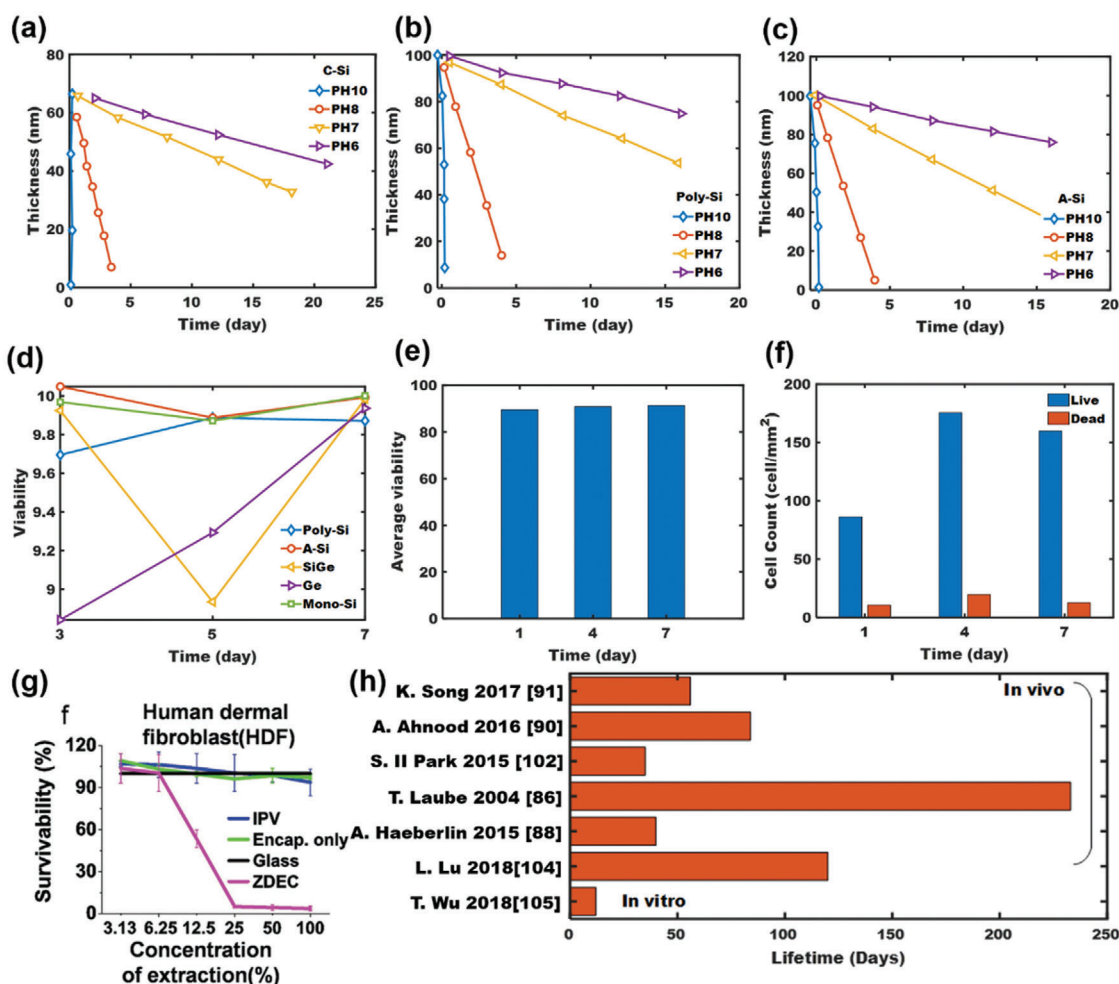 (a)
80
60
40
20
0
Thickness (nm)
C-Si
PH10
PH8
PH7
PH6
0 5 10 15 20 25
Time (day)
(b)
100
80
60
40
20
0
Thickness (nm)
Poly-Si
PH10
PH8
PH7
PH6
0 5 10 15 20
Time (day)
(c)
120
100
80
60
40
20
0
Thickness (nm)
A-Si
PH10
PH8
PH7
PH6
0 5 10 15 20
Time (day)
(d)
10
9.8
9.6
9.4
9.2
9
Viability
Poly-Si
A-Si
SiGe
Ge
Mono-Si
3 5 7
Time (day)
(e)
100
80
60
40
20
0
Average viability
1 4 7
Time (day)
(f)
200
150
100
50
0
Cell Count (cell/mm²)
Live
Dead
1 4 7
Time (day)
(g)
f
Human dermal
fibroblast(HDF)
120
90
60
30
0
Survivability (%)
IPV
Encap. only
Glass
ZDEC
3.13 6.25 12.5 25 50 100
Concentration
of extraction(%)
(h)
K. Song 2017 [91]
A. Ahnood 2016 [90]
S. II Park 2015 [102]
T. Laube 2004 [86]
A. Haeberlin 2015 [88]
L. Lu 2018[104]
T. Wu 2018[105]
In vivo
In vitro
0 50 100 150 200 250
Lifetime (Days)